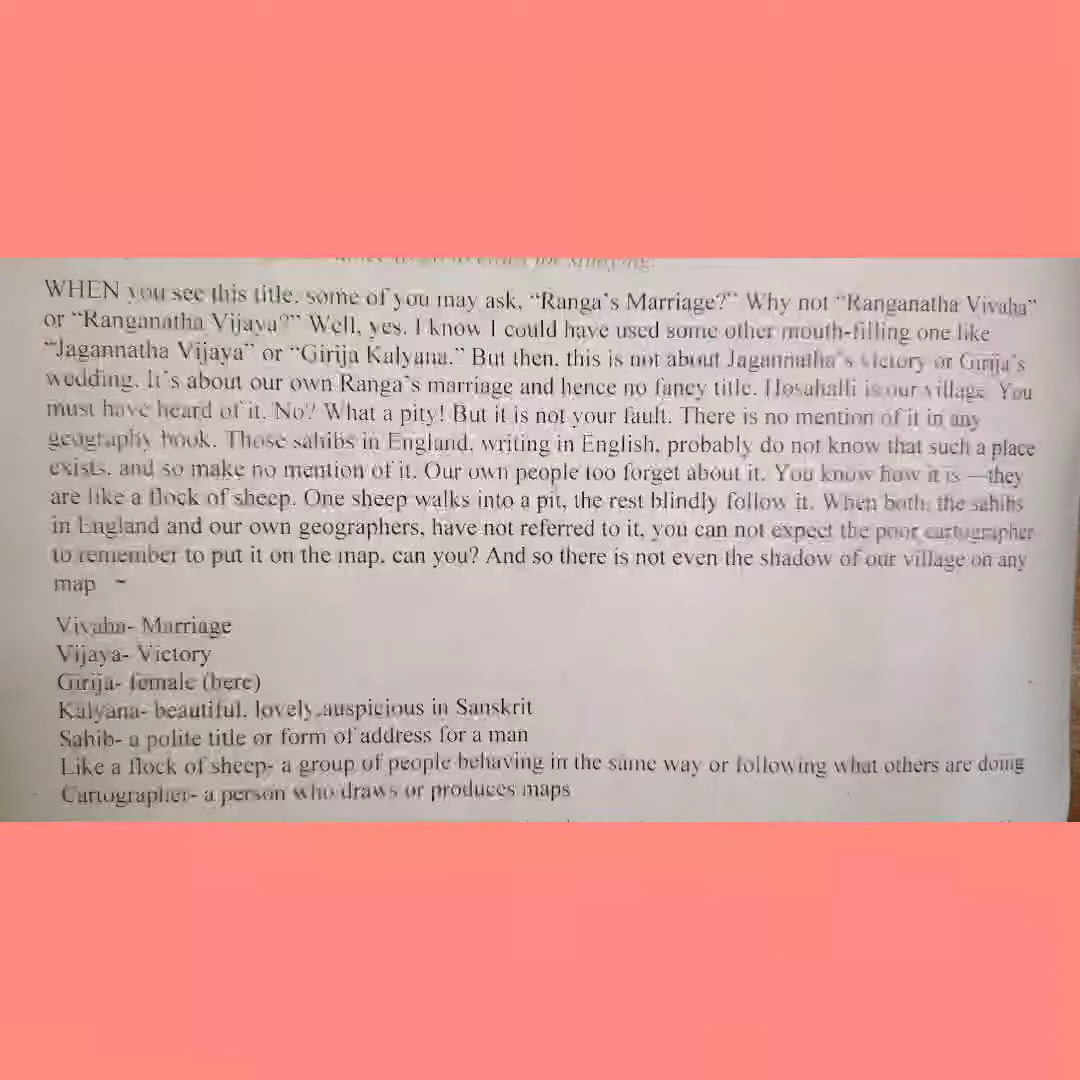 for studying.
WHEN you see this title, some of you may ask, “Ranga’s Marriage?” Why not “Ranganatha Vivaha”
or “Ranganatha Vijaya?” Well, yes. I know I could have used some other mouth-filling one like
“Jagannatha Vijaya” or “Girija Kalyana.” But then, this is not about Jagannatha’s victory or Girija’s
wedding. It’s about our own Ranga’s marriage and hence no fancy title. Hosahalli is our village. You
must have heard of it. No? What a pity! But it is not your fault. There is no mention of it in any
geography book. Those sahibs in England, writing in English, probably do not know that such a place
exists, and so make no mention of it. Our own people too forget about it. You know how it is —they
are like a flock of sheep. One sheep walks into a pit, the rest blindly follow it. When both, the sahibs
in England and our own geographers, have not referred to it, you can not expect the poor cartographer
to remember to put it on the map, can you? And so there is not even the shadow of our village on any
map ~
Vivaha- Marriage
Vijaya- Victory
Girija- female (here)
Kalyana- beautiful, lovely,auspicious in Sanskrit
Sahib- a polite title or form of address for a man
Like a flock of sheep- a group of people behaving in the same way or following what others are doing
Cartographer- a person who draws or produces maps